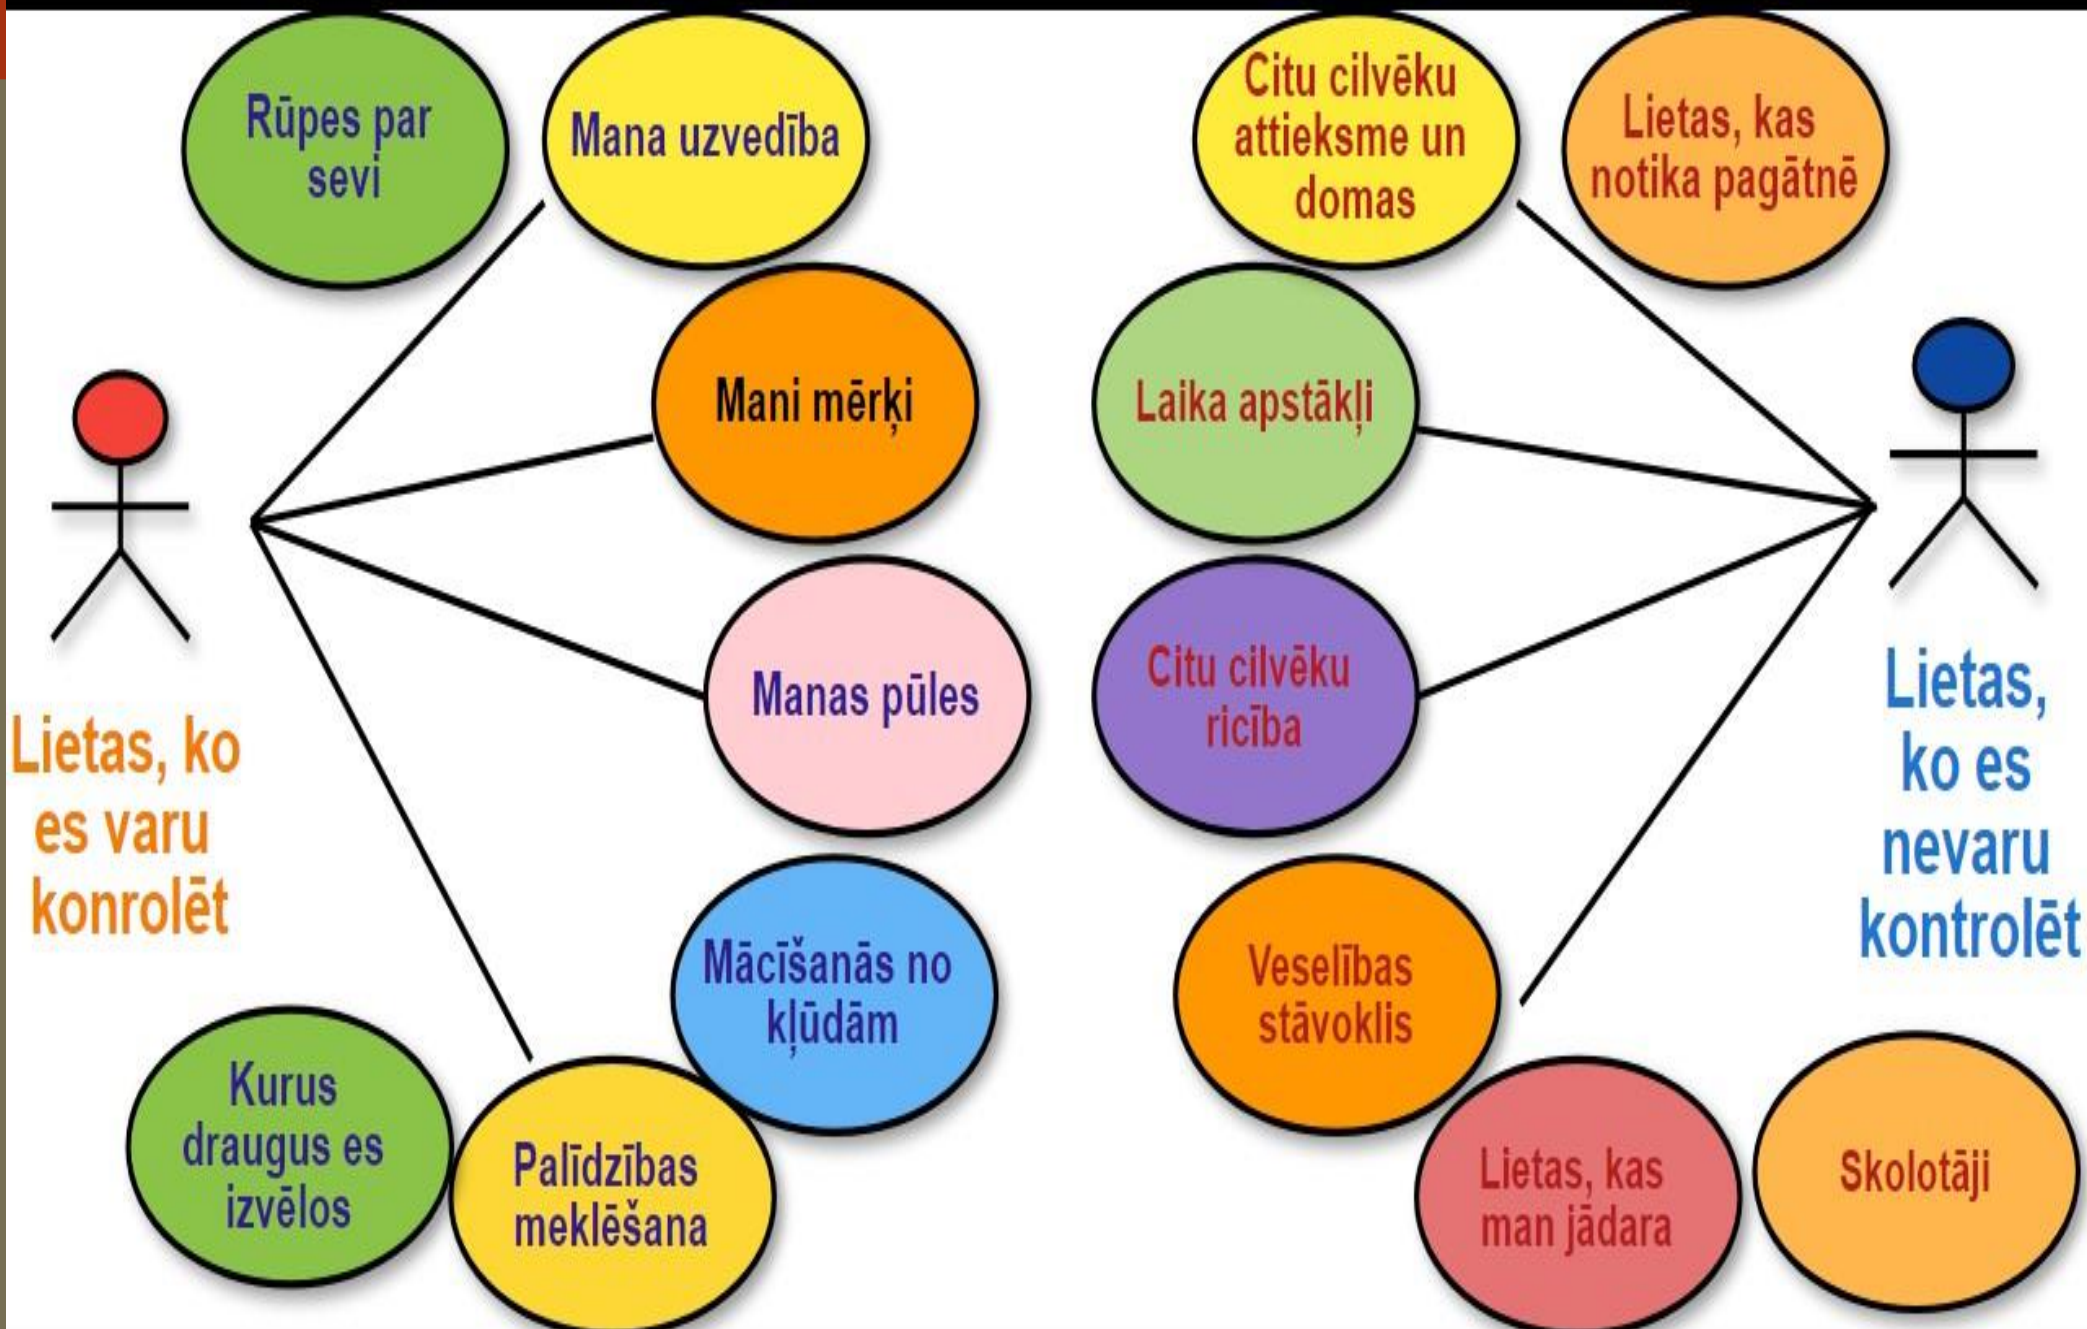 Rūpes par
sevi
Mana uzvedība
Mani mērķi
Manas pūles
Mācīšanās no
kļūdām
Palīdzības
meklēšana
Kurus
draugus es
izvēlos
Lietas, ko
es varu
konrolēt
Citu cilvēku
attieksme un
domas
Lietas, kas
notika pagātnē
Laika apstākļi
Citu cilvēku
ricība
Veselības
stāvoklis
Lietas, kas
man jādara
Skolotāji
Lietas,
ko es
nevaru
kontrolēt